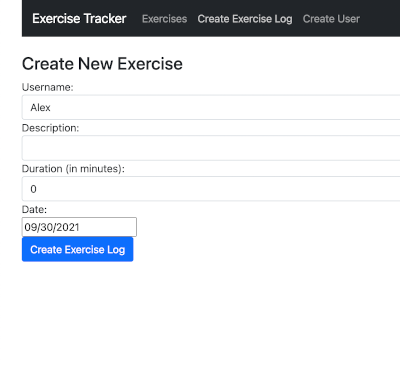 Exercise Tracker Exercises Create Exercise Log Create User
Create New Exercise
Username:
Alex
Description:
Duration (in minutes):
0
Date:
09/30/2021
Create Exercise Log